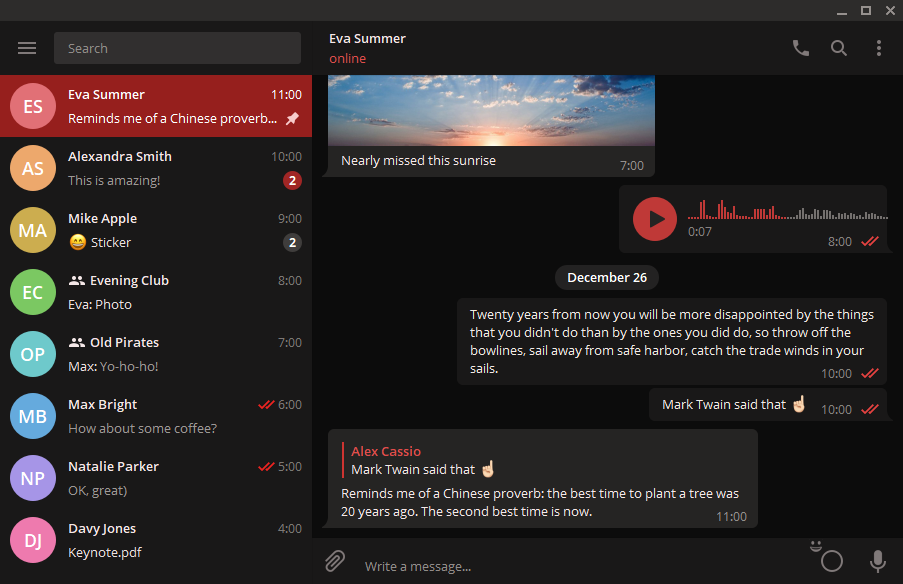 Search
Eva Summer
online
ES
Eva Summer
11:00
Reminds me of a Chinese proverb...
AS
Alexandra Smith
10:00
This is amazing!
2
MA
Mike Apple
9:00
😄 Sticker
2
EC
Evening Club
8:00
Eva: Photo
OP
Old Pirates
7:00
Max: Yo-ho-ho!
MB
Max Bright
6:00
How about some coffee?
NP
Natalie Parker
5:00
OK, great)
DJ
Davy Jones
4:00
Keynote.pdf
Nearly missed this sunrise
7:00
0:07
8:00
December 26
Twenty years from now you will be more disappointed by the things
that you didn't do than by the ones you did do, so throw off the
bowlines, sail away from safe harbor, catch the trade winds in your
sails.
10:00
Mark Twain said that ☝🏻
10:00
Alex Cassio
Mark Twain said that ☝🏻
Reminds me of a Chinese proverb: the best time to plant a tree was
20 years ago. The second best time is now.
11:00
Write a message...